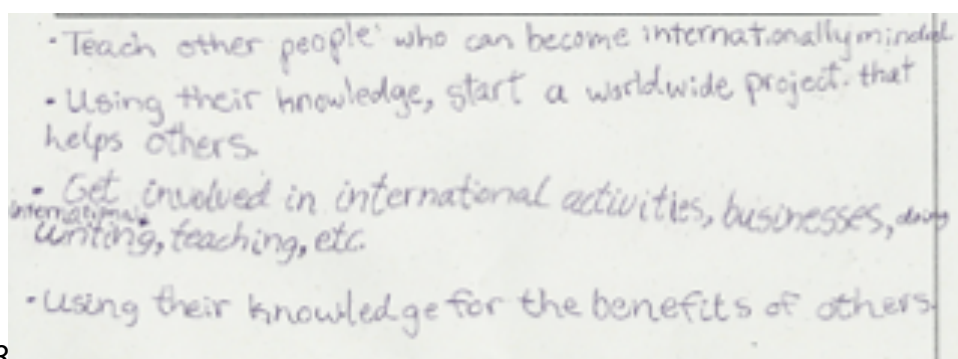 · Teach other people who can become internationally minded
· Using their knowledge, start a worldwide project that
helps others.
· Get involved in international activities, businesses, doing
international
writing, teaching, etc.
· Using their knowledge for the benefits of others.